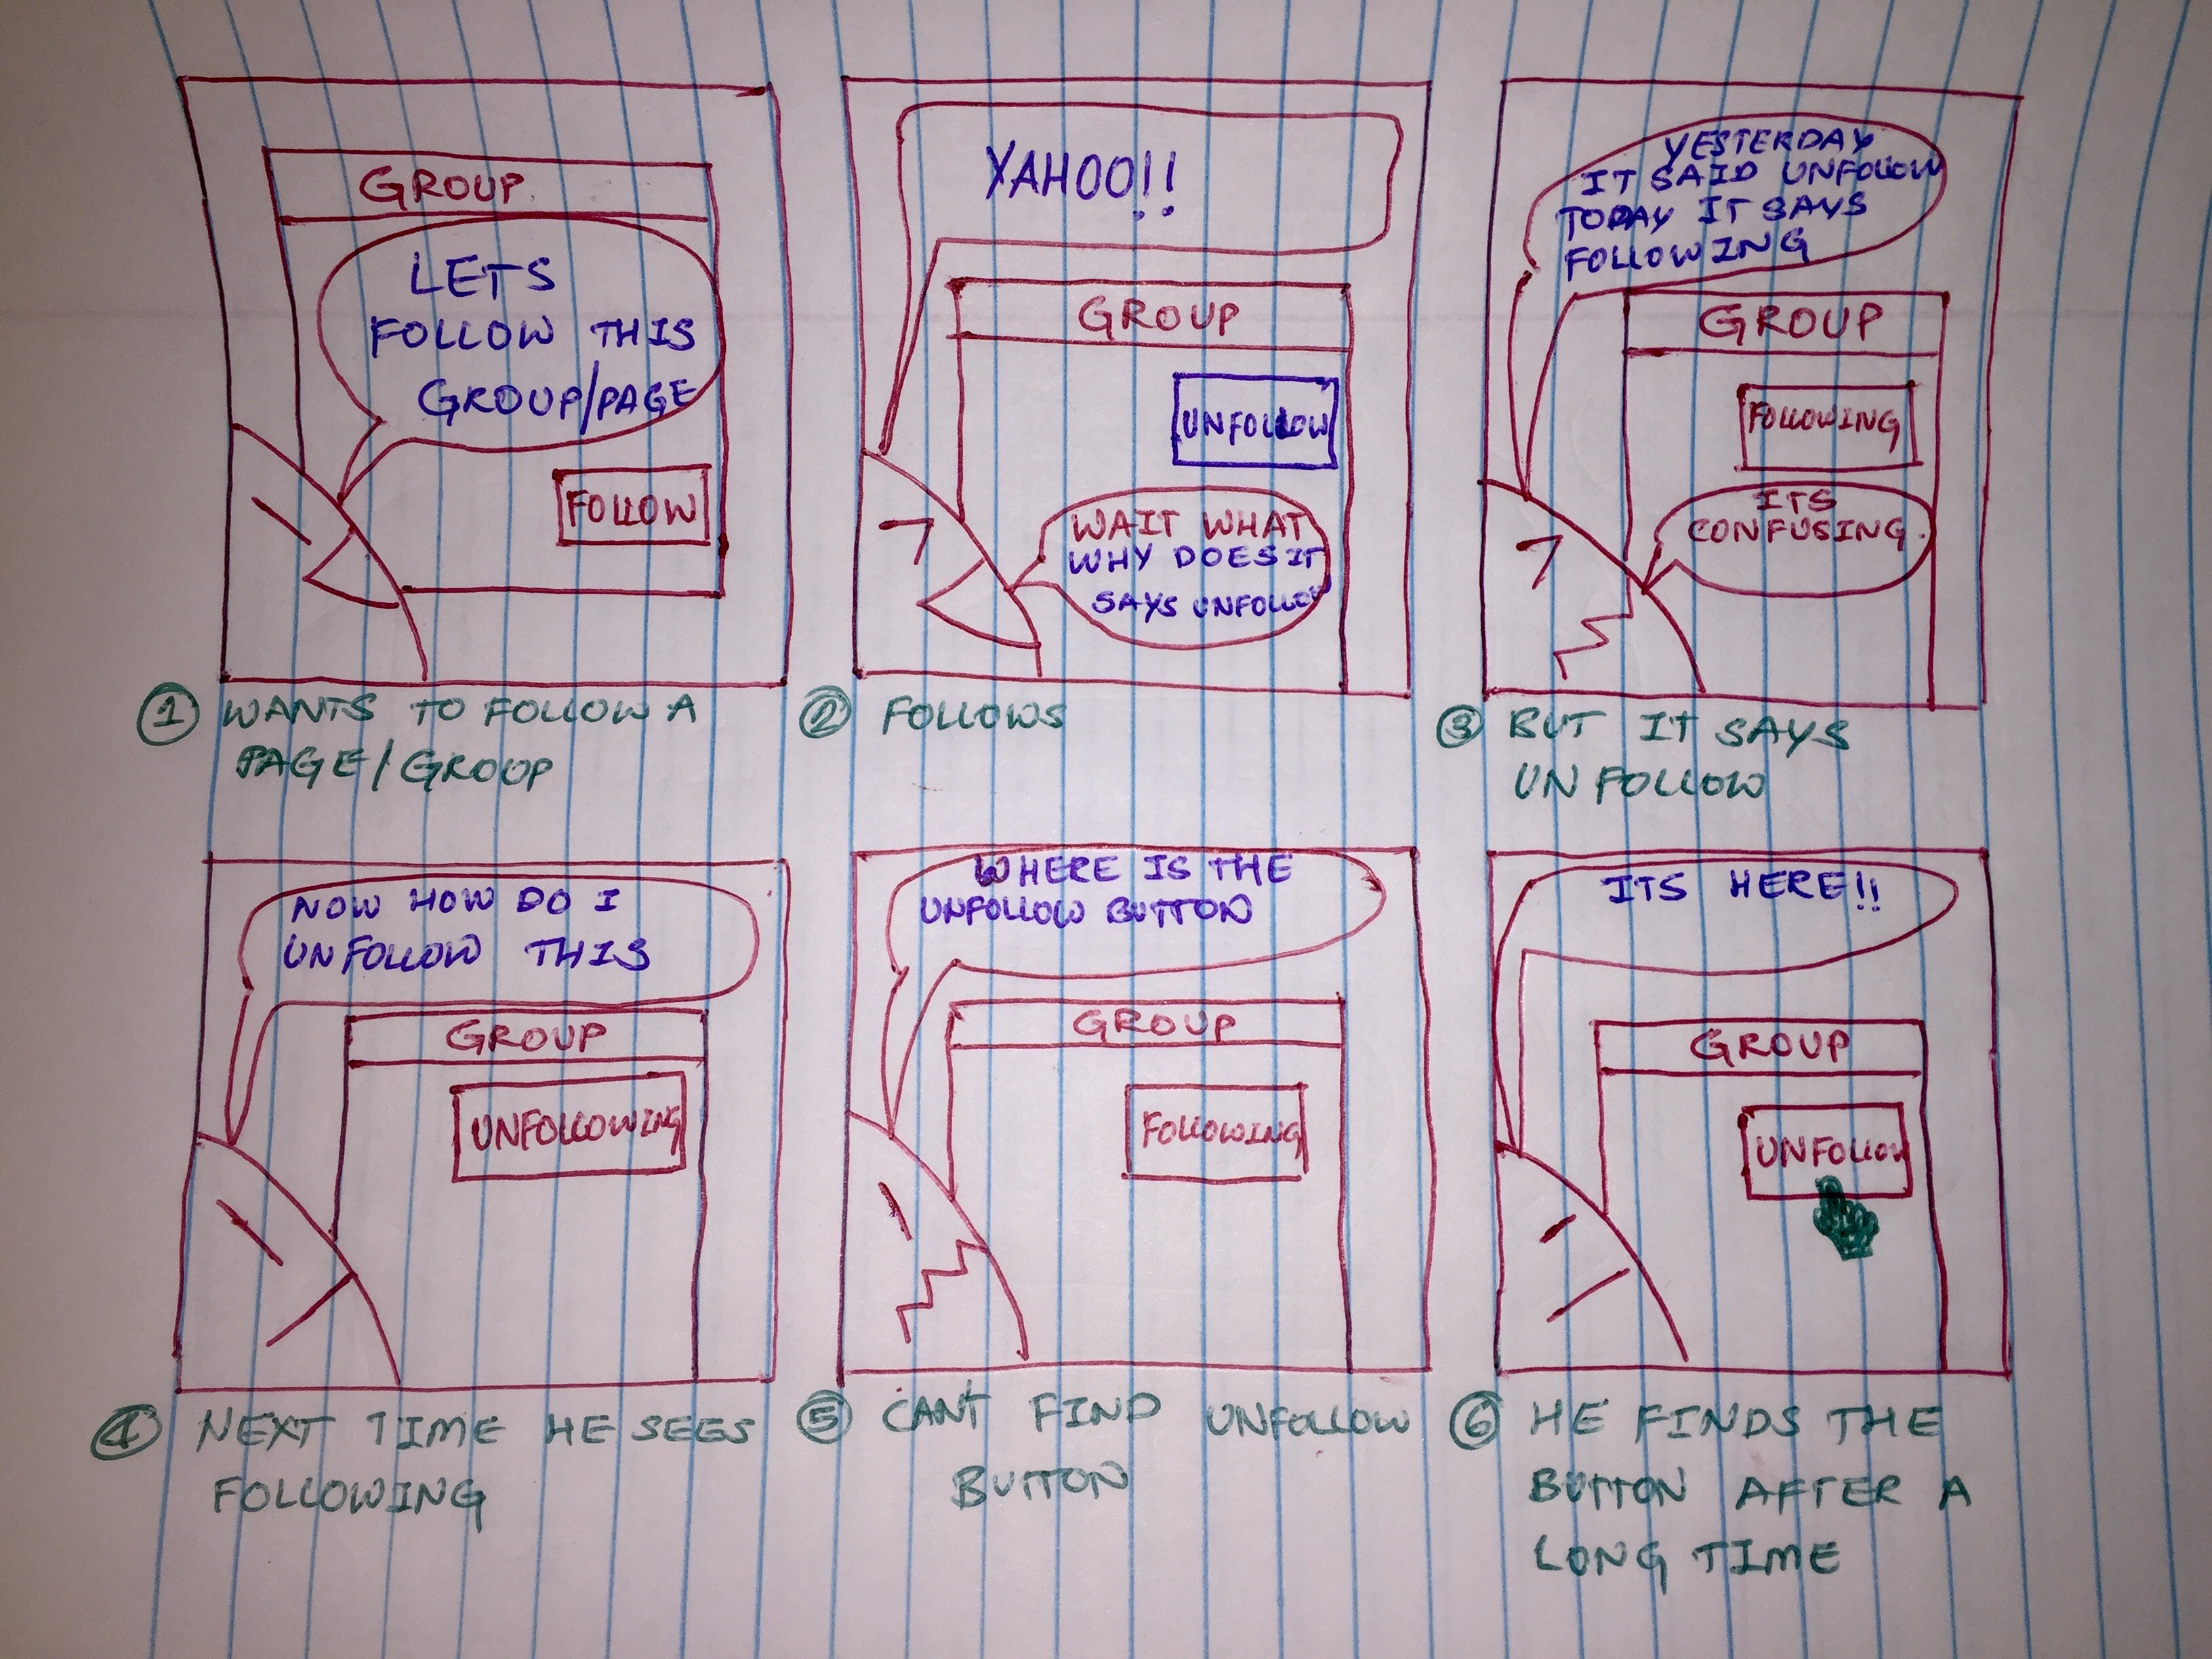 GROUP
LETS
FOLLOW THIS
GROUP/PAGE
FOLLOW
1 WANTS TO FOLLOW A
PAGE/GROUP
YAHOO!!
GROUP
UNFOLLOW
WAIT WHAT
WHY DOES IT
SAYS UNFOLLOW
2 FOLLOWS
YESTERDAY
IT SAID UNFOLLOW
TODAY IT SAYS
FOLLOWING
GROUP
FOLLOWING
ITS
CONFUSING.
3 BUT IT SAYS
UNFOLLOW
NOW HOW DO I
UNFOLLOW THIS
GROUP
UNFOLLOWING
4 NEXT TIME HE SEES
FOLLOWING
WHERE IS THE
UNFOLLOW BUTTON
GROUP
FOLLOWING
5 CAN'T FIND UNFOLLOW
BUTTON
ITS HERE!!
GROUP
UNFOLLOW
6 HE FINDS THE
BUTTON AFTER A
LONG TIME